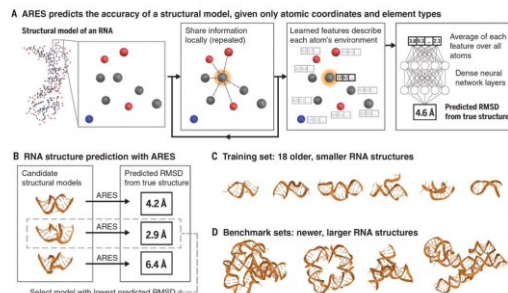 A ARES predicts the accuracy of a structural model, given only atomic coordinates and element types
Structural model of an RNA
Share information
locally (repeated)
Learned features describe
each atom's environment
Average of each
feature over all
atoms
Dense neural
network layers
4.6 Å
Predicted RMSD
from true structure
B RNA structure prediction with ARES
Candidate
structural models
Predicted RMSD
from true structure
ARES
4.2 Å
ARES
2.9 Å
ARES
6.4 Å
Select model with lowest predicted RMSD
C Training set: 18 older, smaller RNA structures
D Benchmark sets: newer, larger RNA structures